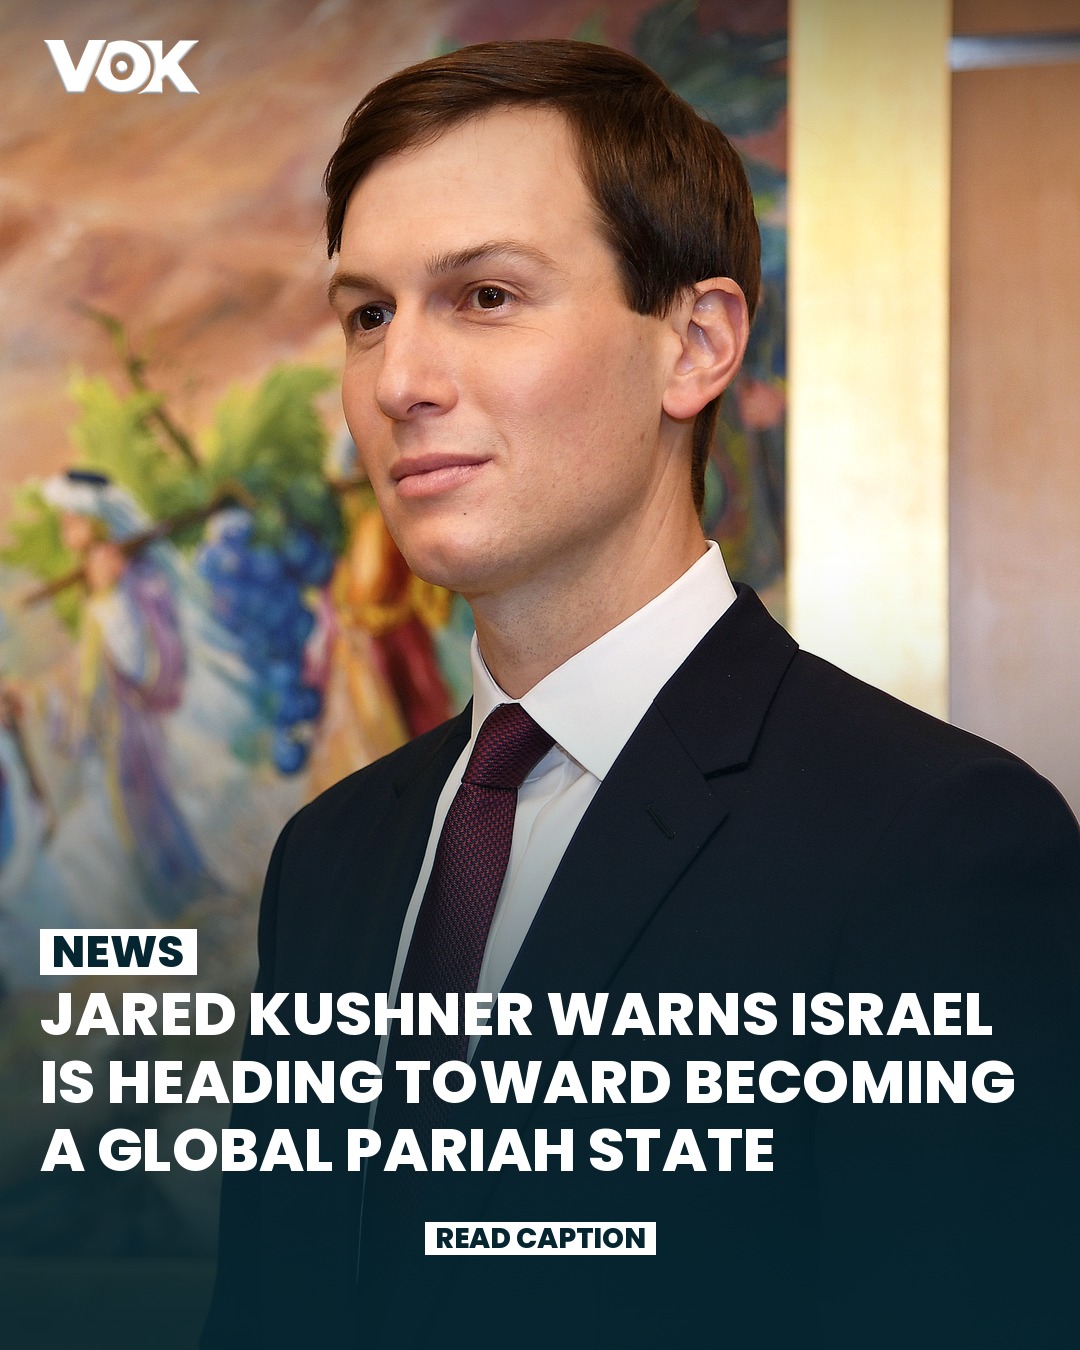 VOK
NEWS
JARED KUSHNER WARNS ISRAEL
IS HEADING TOWARD BECOMING
A GLOBAL PARIAH STATE
READ CAPTION